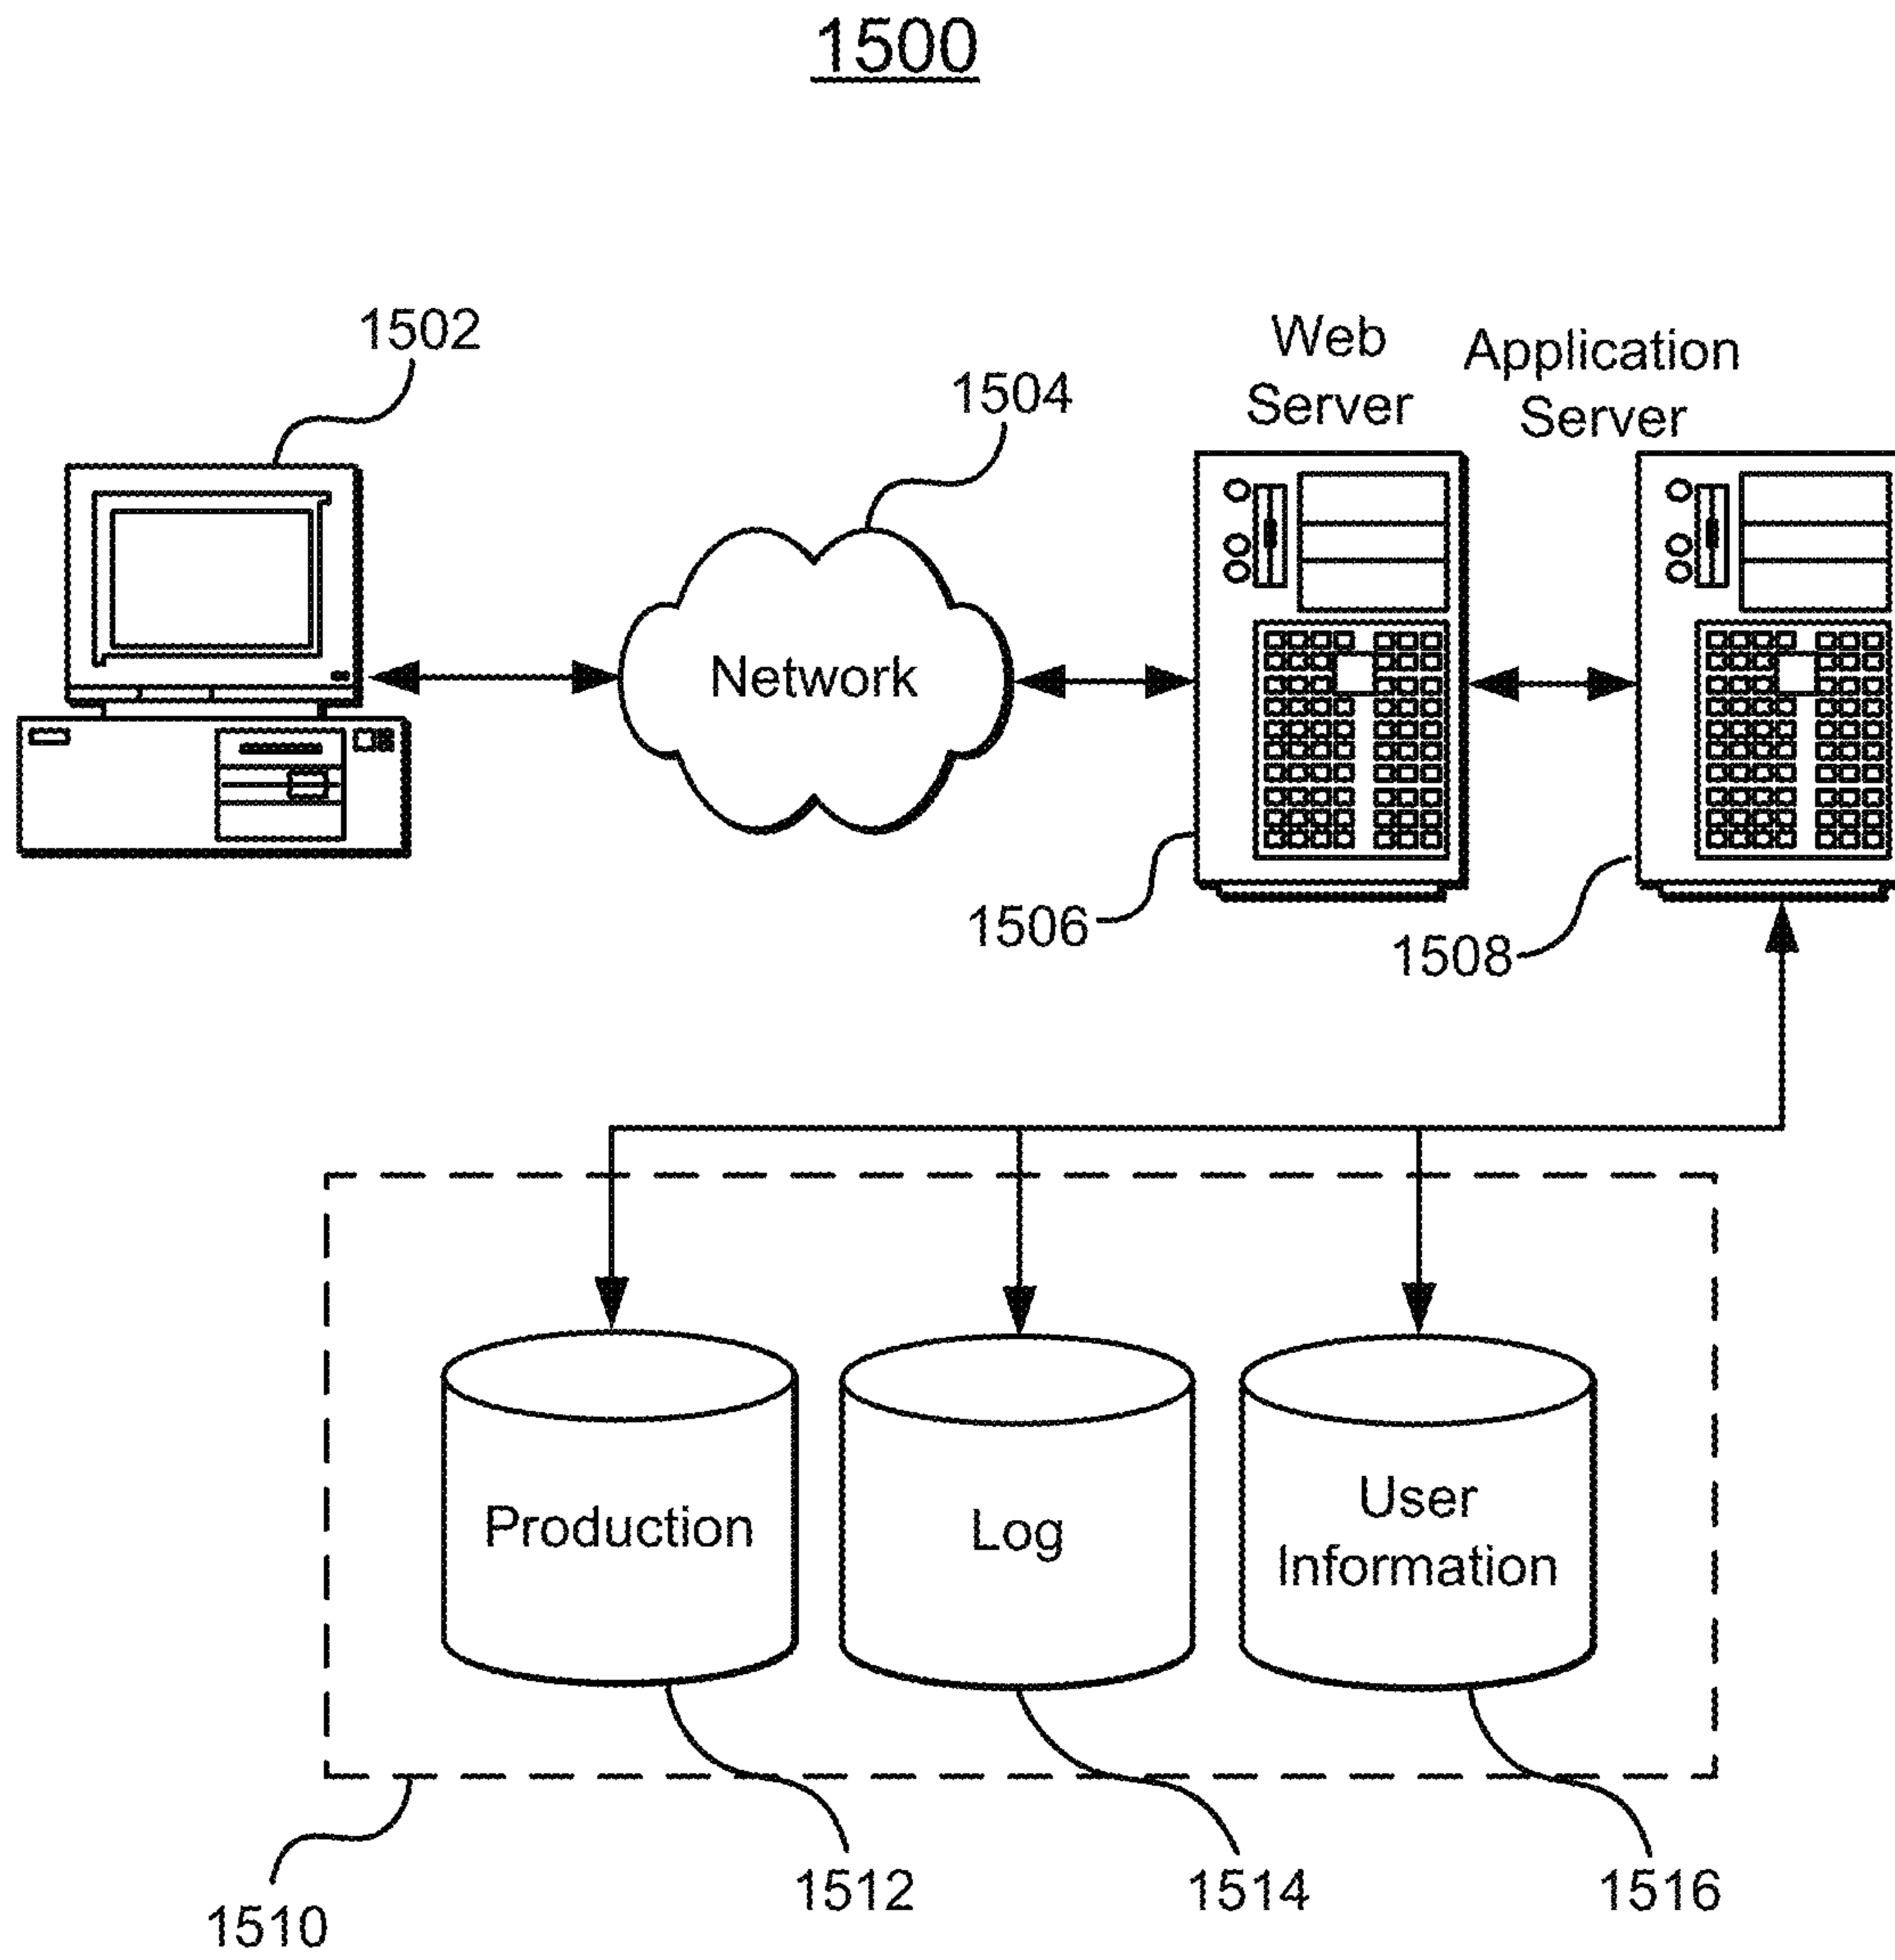 1500
1502
1504
Web
Server
Application
Server
Network
1506
1508
Production
Log
User
Information
1510
1512
1514
1516